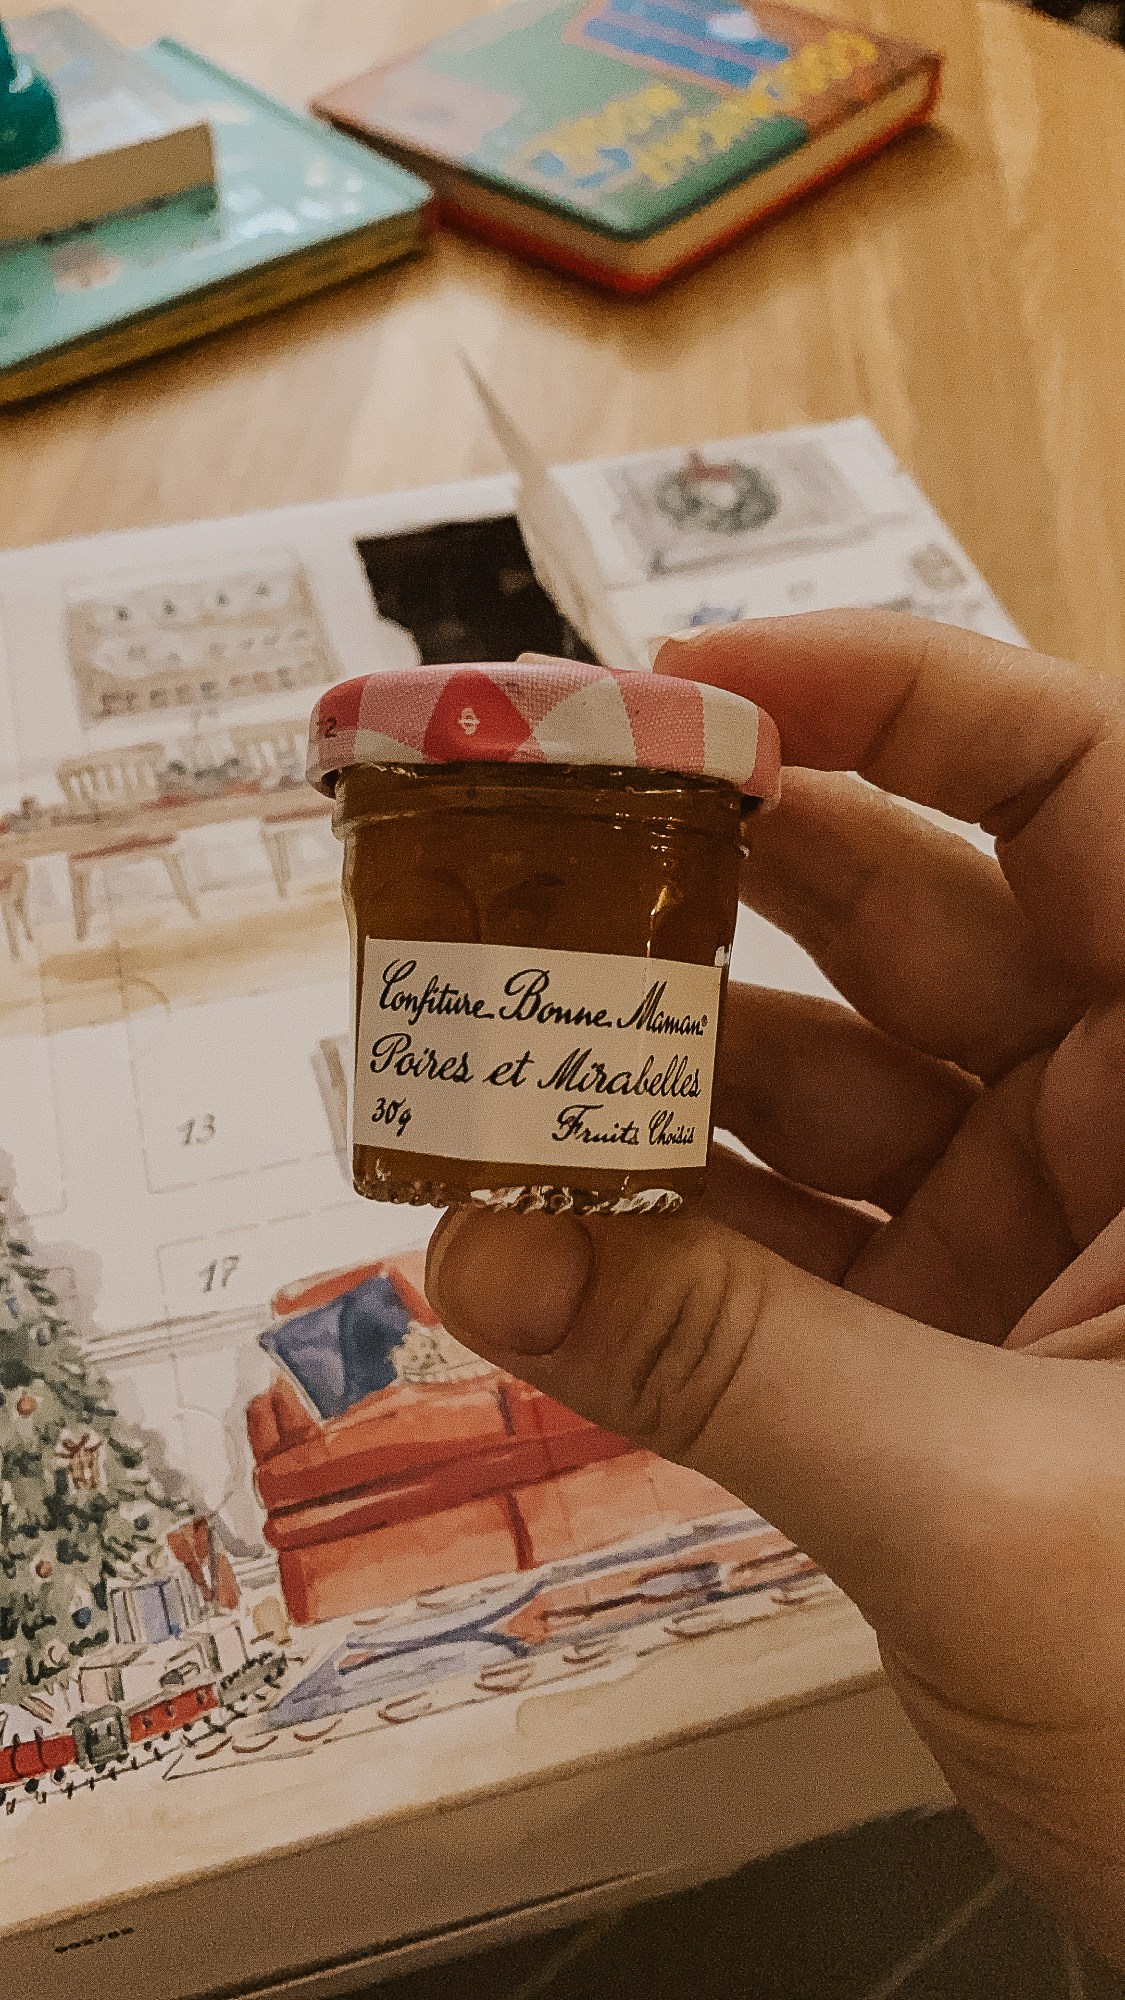 Confiture Bonne Maman®
Poires et Mirabelles
30g Fruits Choisis
13
17